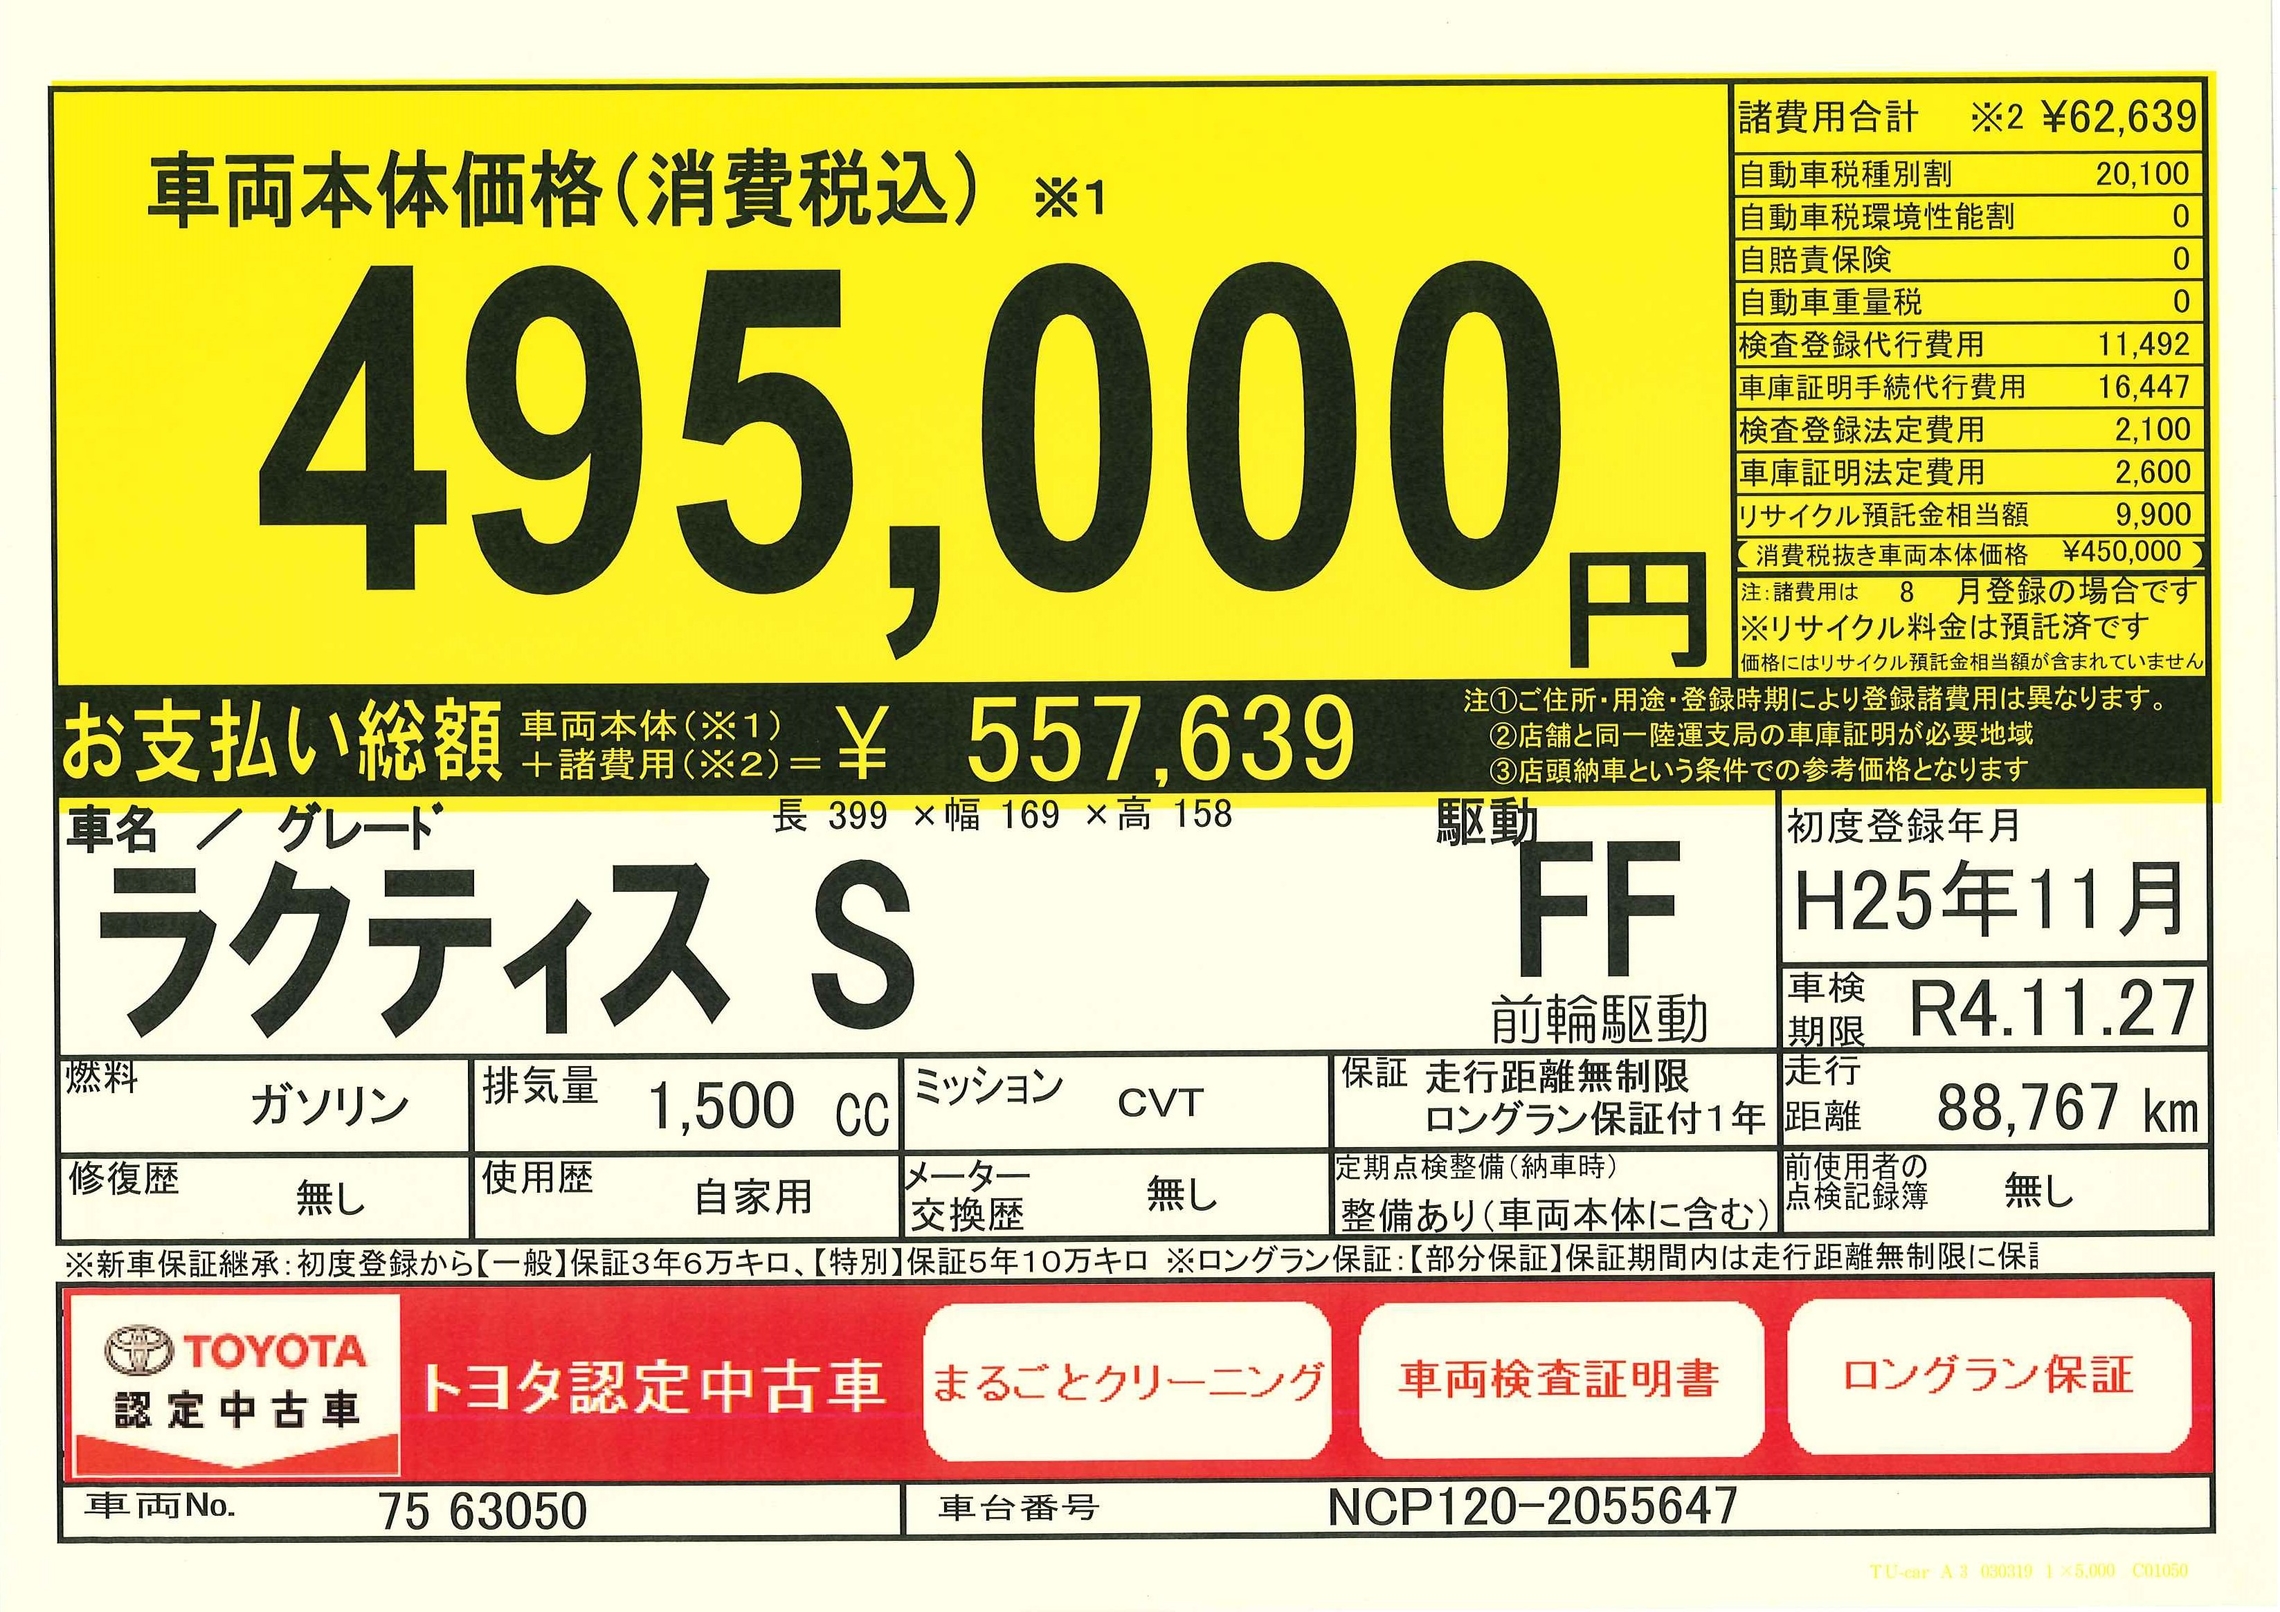 車両本体価格(消費税込) ※1
495,000円
諸費用合計 ※2 ¥62,639
自動車税種別割 20,100
自動車税環境性能割 0
自賠責保険 0
自動車重量税 0
検査登録代行費用 11,492
車庫証明手続代行費用 16,447
検査登録法定費用 2,100
車庫証明法定費用 2,600
リサイクル預託金相当額 9,900
(消費税抜き車両本体価格 ¥450,000)
注:諸費用は 8 月登録の場合です
※リサイクル料金は預託済です
価格にはリサイクル預託金相当額が含まれていません
お支払い総額 車両本体(※1)
+諸費用(※2)= ¥ 557,639
注①ご住所・用途・登録時期により登録諸費用は異なります。
②店舗と同一陸運支局の車庫証明が必要地域
③店頭納車という条件での参考価格となります
車名 / グレード 長 399 ×幅 169 ×高 158
ラクティス S
駆動
FF
前輪駆動
初度登録年月
H25年11月
車検期限 R4.11.27
燃料 ガソリン
排気量 1,500 CC
ミッション CVT
保証 走行距離無制限
ロングラン保証付1年
走行距離 88,767 km
修復歴 無し
使用歴 自家用
メーター交換歴 無し
定期点検整備(納車時)
整備あり(車両本体に含む)
前使用者の点検記録簿 無し
※新車保証継承:初度登録から【一般】保証3年6万キロ、【特別】保証5年10万キロ ※ロングラン保証:【部分保証】保証期間内は走行距離無制限に保
TOYOTA
認定中古車
トヨタ認定中古車
まるごとクリーニング
車両検査証明書
ロングラン保証
車両No. 75 63050
車台番号 NCP120-2055647
TU-car A3 030319 1×5,000 C01050